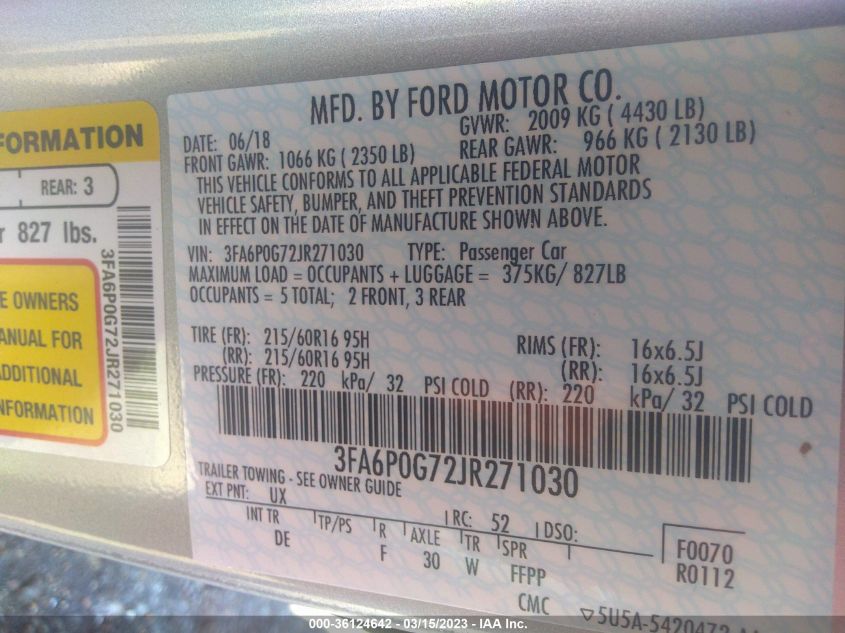 FORMATION
REAR: 3
827 lbs.
3FA6P0G72JR271030
OWNERS
MANUAL FOR
ADDITIONAL
INFORMATION
MFD. BY FORD MOTOR CO.
DATE: 06/18 GVWR: 2009 KG ( 4430 LB)
FRONT GAWR: 1066 KG ( 2350 LB) REAR GAWR: 966 KG ( 2130 LB)
THIS VEHICLE CONFORMS TO ALL APPLICABLE FEDERAL MOTOR
VEHICLE SAFETY, BUMPER, AND THEFT PREVENTION STANDARDS
IN EFFECT ON THE DATE OF MANUFACTURE SHOWN ABOVE.
VIN: 3FA6P0G72JR271030 TYPE: Passenger Car
MAXIMUM LOAD = OCCUPANTS + LUGGAGE = 375KG/ 827LB
OCCUPANTS = 5 TOTAL; 2 FRONT, 3 REAR
TIRE (FR): 215/60R16 95H RIMS (FR): 16x6.5J
(RR): 215/60R16 95H (RR): 16x6.5J
PRESSURE (FR): 220 kPa/ 32 PSI COLD (RR): 220 kPa/ 32 PSI COLD
3FA6P0G72JR271030
TRAILER TOWING - SEE OWNER GUIDE
EXT PNT: UX RC: 52 DSO:
INT TR TP/PS R AXLE TR SPR F0070
DE F 30 W FFPP R0112
CMC 5U5A-5420472
000-36124642 - 03/15/2023 - IAA Inc.